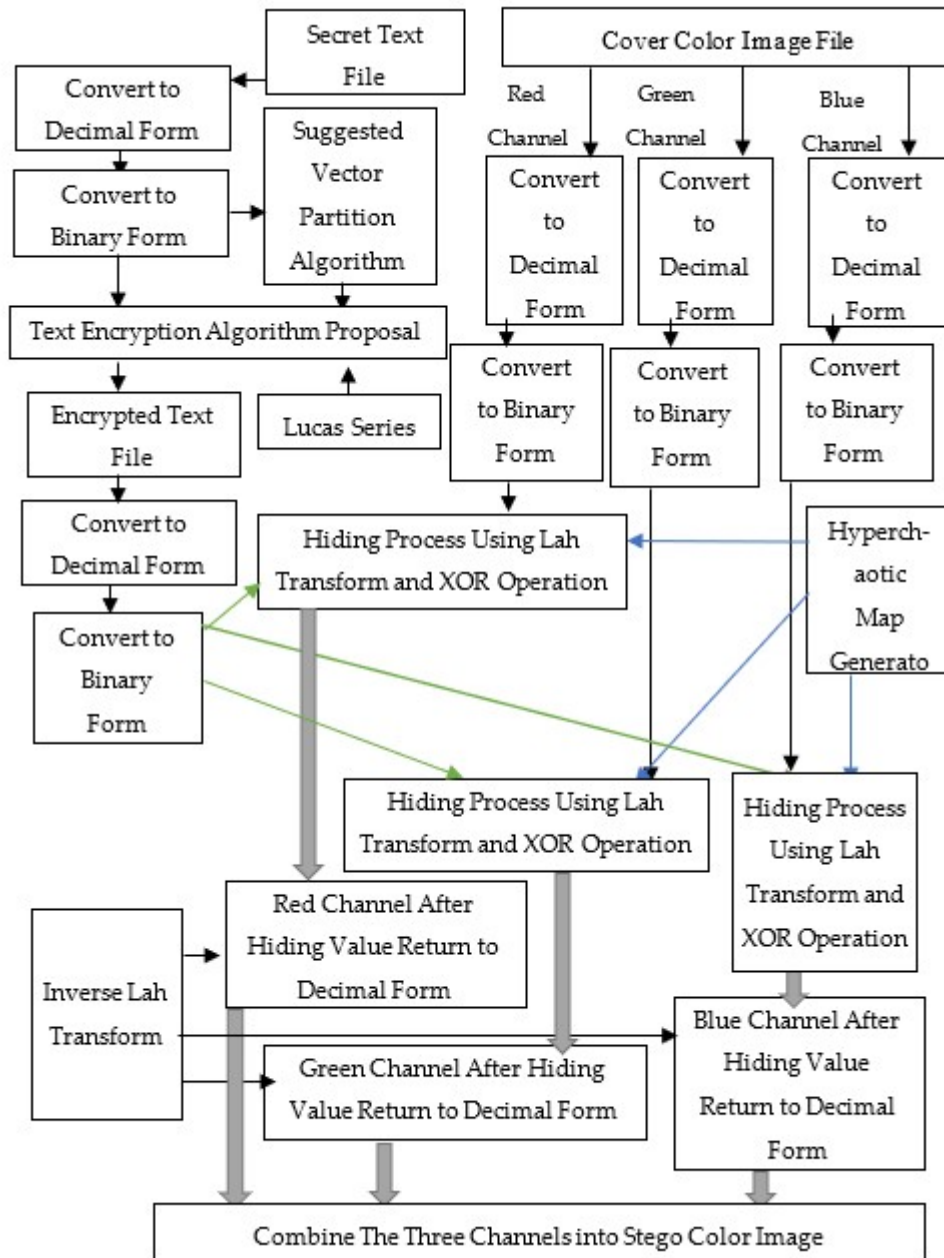 Secret Text
File
Cover Color Image File
Convert to
Decimal Form
Red
Channel
Green
Channel
Blue
Channel
Suggested
Vector
Partition
Algorithm
Convert to
Binary Form
Convert
to
Decimal
Form
Convert
to
Decimal
Form
Convert
to
Decimal
Form
Text Encryption Algorithm Proposal
Convert
to Binary
Form
Convert
to Binary
Form
Convert
to Binary
Form
Encrypted Text
File
Lucas Series
Convert to
Decimal Form
Hiding Process Using Lah
Transform and XOR Operation
Hyperch-
aotic
Map
Generato
Convert to
Binary
Form
Hiding Process Using Lah
Transform and XOR Operation
Hiding Process
Using Lah
Transform and
XOR Operation
Red Channel After
Hiding Value Return to
Decimal Form
Inverse Lah
Transform
Blue Channel After
Hiding Value
Return to Decimal
Form
Green Channel After Hiding
Value Return to Decimal Form
Combine The Three Channels into Stego Color Image